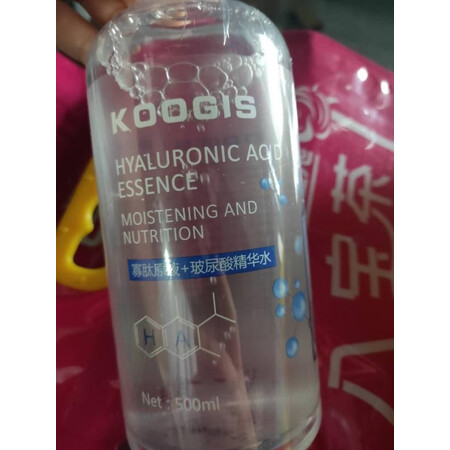 KOOGIS
HYALURONIC ACID
ESSENCE
MOISTENING AND
NUTRITION
寡肽原液+玻尿酸精华水
H A
Net : 500ml